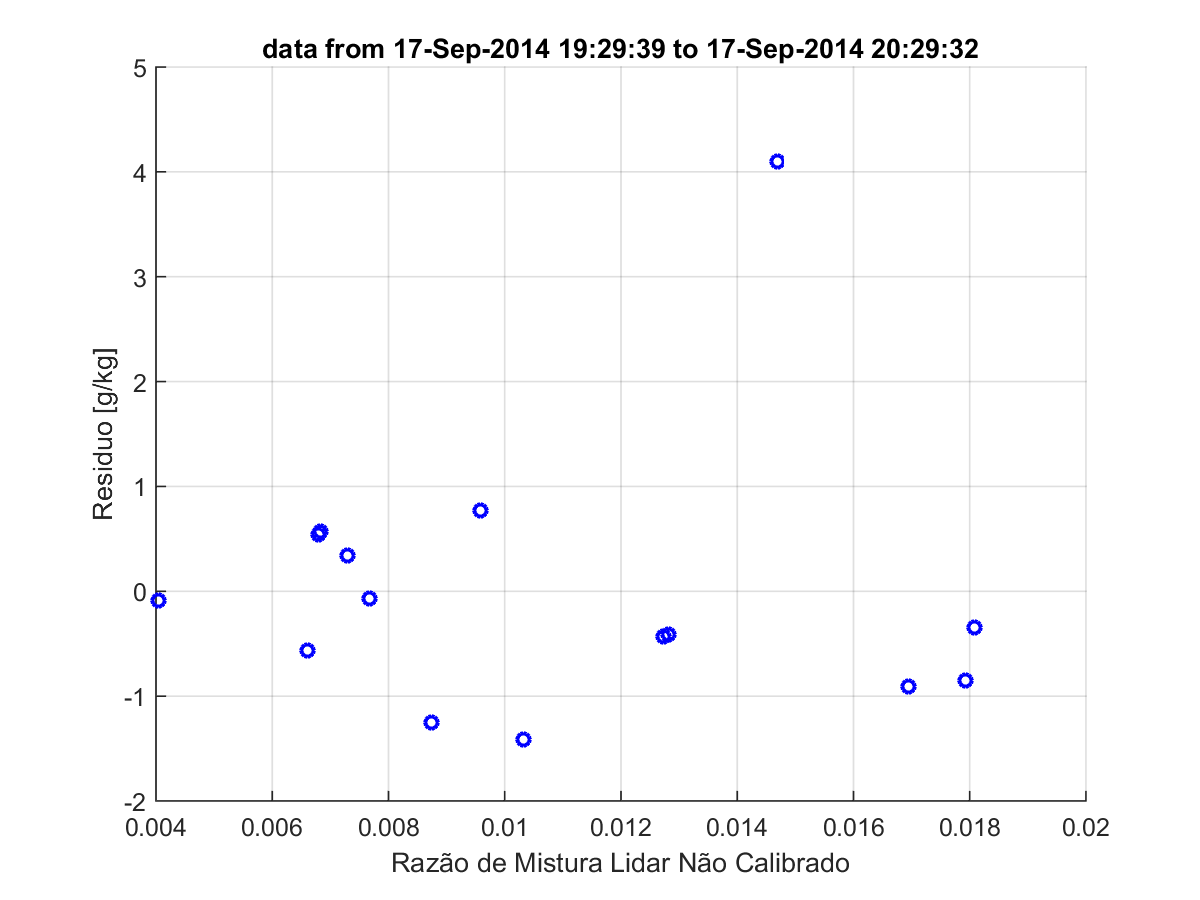 data from 17-Sep-2014 19:29:39 to 17-Sep-2014 20:29:32
5
4
3
2
1
0
-1
-2
Residuo [g/kg]
0.004 0.006 0.008 0.01 0.012 0.014 0.016 0.018 0.02
Razão de Mistura Lidar Não Calibrado